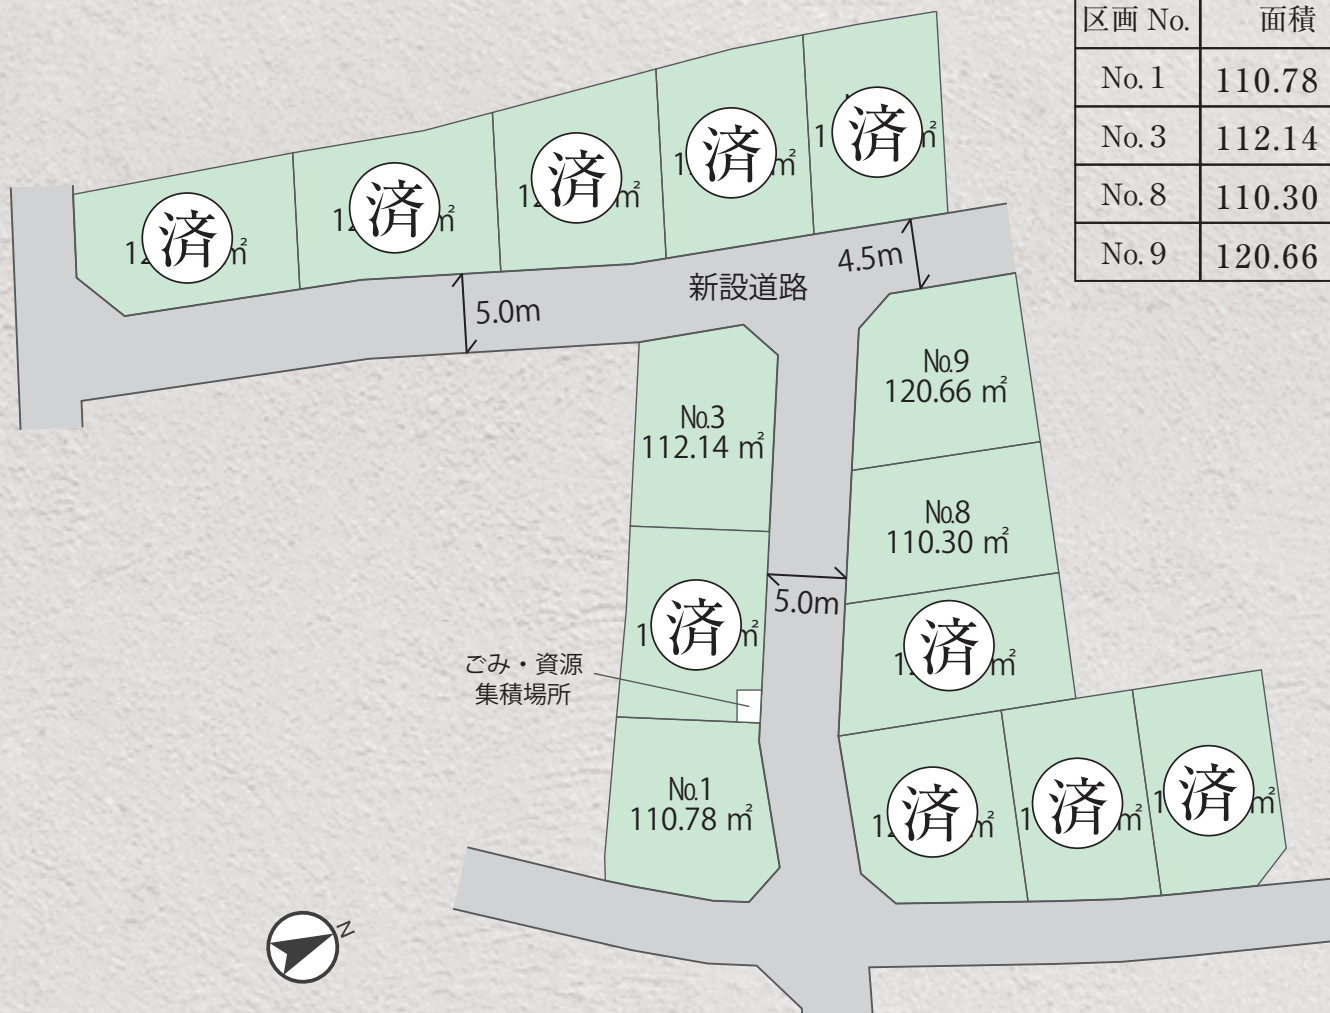 区画 No. 面積
No. 1 110.78
No. 3 112.14
No. 8 110.30
No. 9 120.66
済
済
済
済
済
新設道路
4.5m
5.0m
No.9
120.66 ㎡
No.3
112.14 ㎡
No.8
110.30 ㎡
5.0m
済
済
ごみ・資源
集積場所
No.1
110.78 ㎡
済
済
済
N